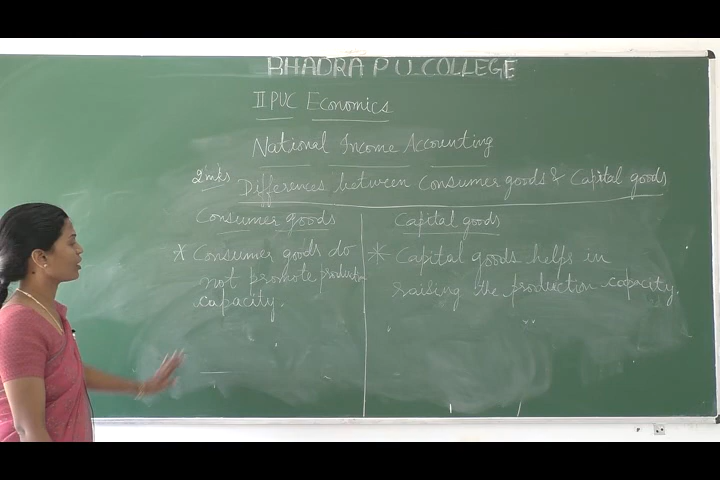 BHADRA P U COLLEGE
II PUC Economics
National Income Accounting
2mks Differences between Consumer goods & Capital goods
Consumer goods
* Consumer goods do
not promote production
capacity.
Capital goods
* Capital goods helps in
raising the production capacity.